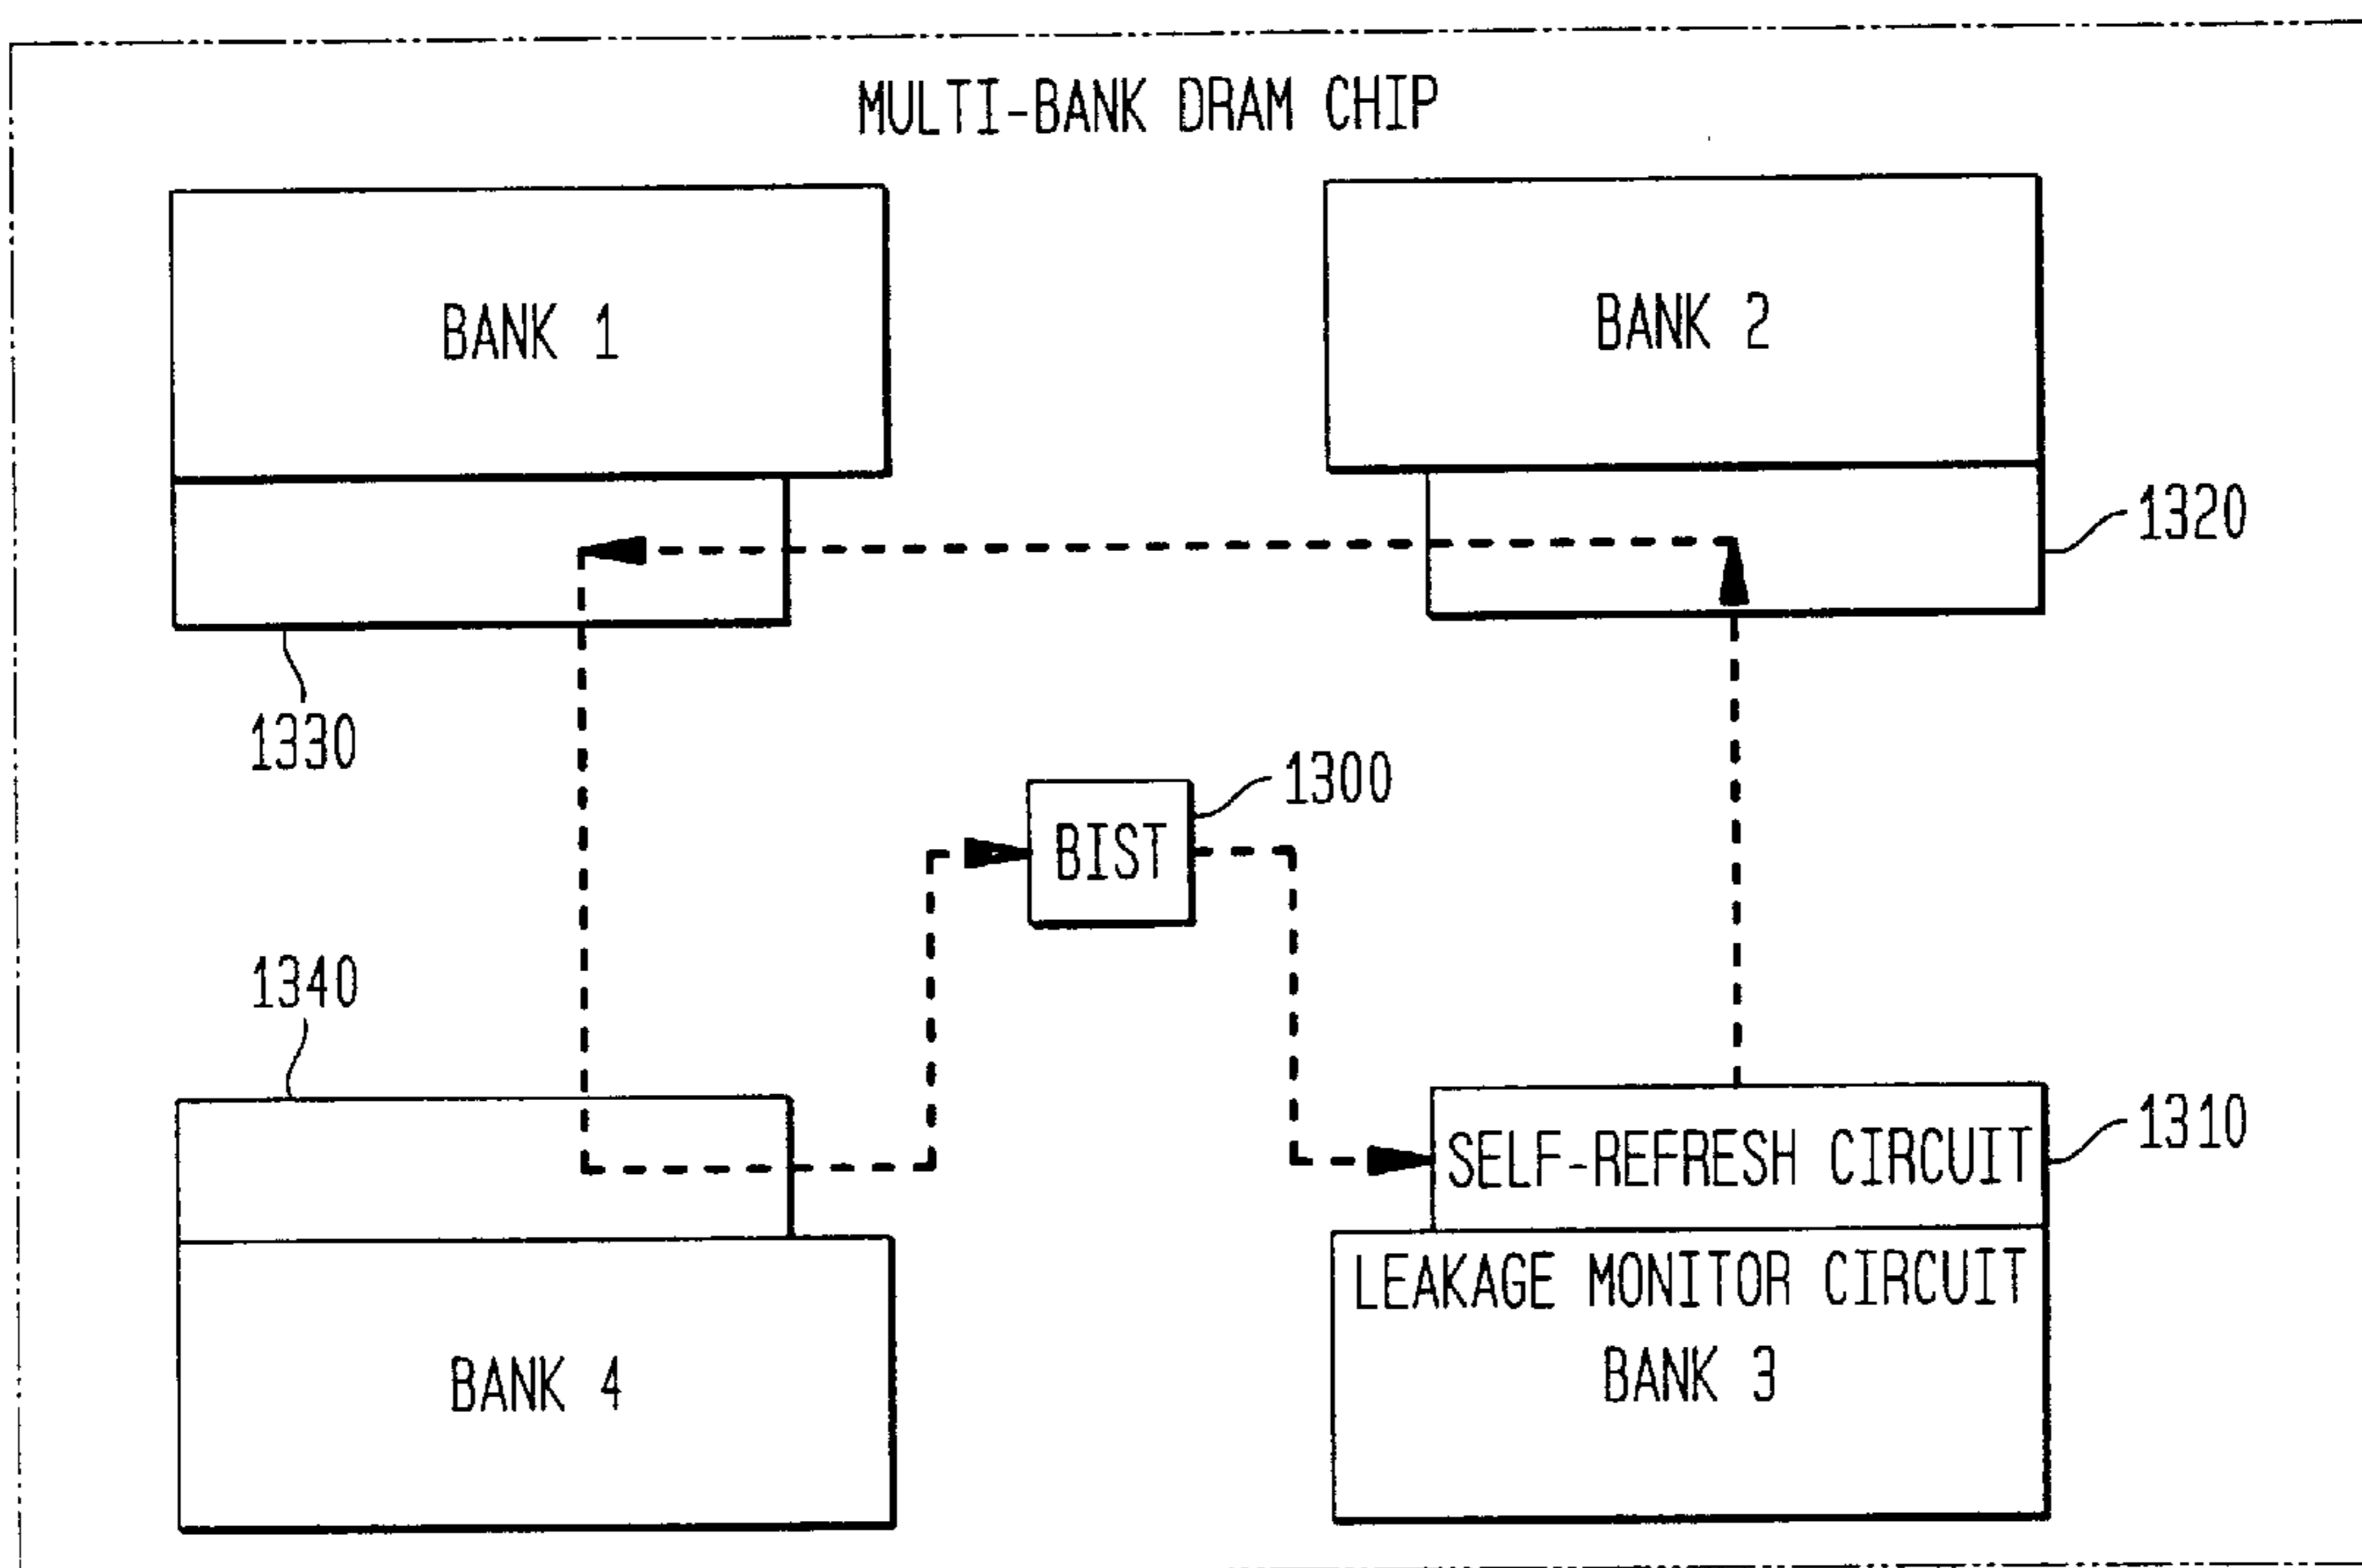 MULTI-BANK DRAM CHIP
BANK 1
BANK 2
1320
1330
1300
BIST
1340
1310
SELF-REFRESH CIRCUIT
LEAKAGE MONITOR CIRCUIT
BANK 3
BANK 4